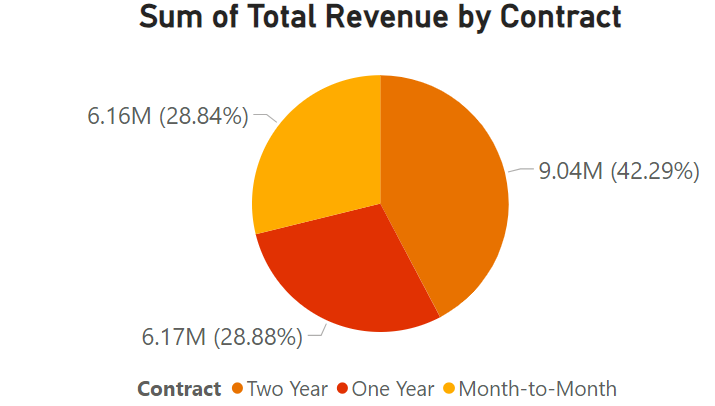 Sum of Total Revenue by Contract
6.16M (28.84%)
9.04M (42.29%)
6.17M (28.88%)
Contract Two Year One Year Month-to-Month